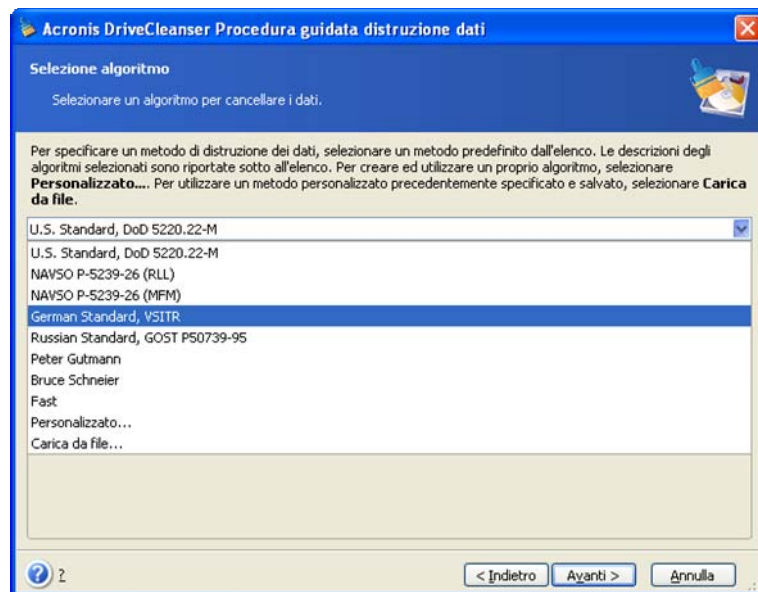 Acronis DriveCleanser Procedura guidata distruzione dati
Selezione algoritmo
Selezionare un algoritmo per cancellare i dati.
Per specificare un metodo di distruzione dei dati, selezionare un metodo predefinito dall'elenco. Le descrizioni degli
algoritmi selezionati sono riportate sotto all'elenco. Per creare ed utilizzare un proprio algoritmo, selezionare
Personalizzato.... Per utilizzare un metodo personalizzato precedentemente specificato e salvato, selezionare Carica
da file.
U.S. Standard, DoD 5220.22-M
U.S. Standard, DoD 5220.22-M
NAVSO P-5239-26 (RLL)
NAVSO P-5239-26 (MFM)
German Standard, VSITR
Russian Standard, GOST P50739-95
Peter Gutmann
Bruce Schneier
Fast
Personalizzato...
Carica da file...
? ?
< Indietro Avanti > Annulla